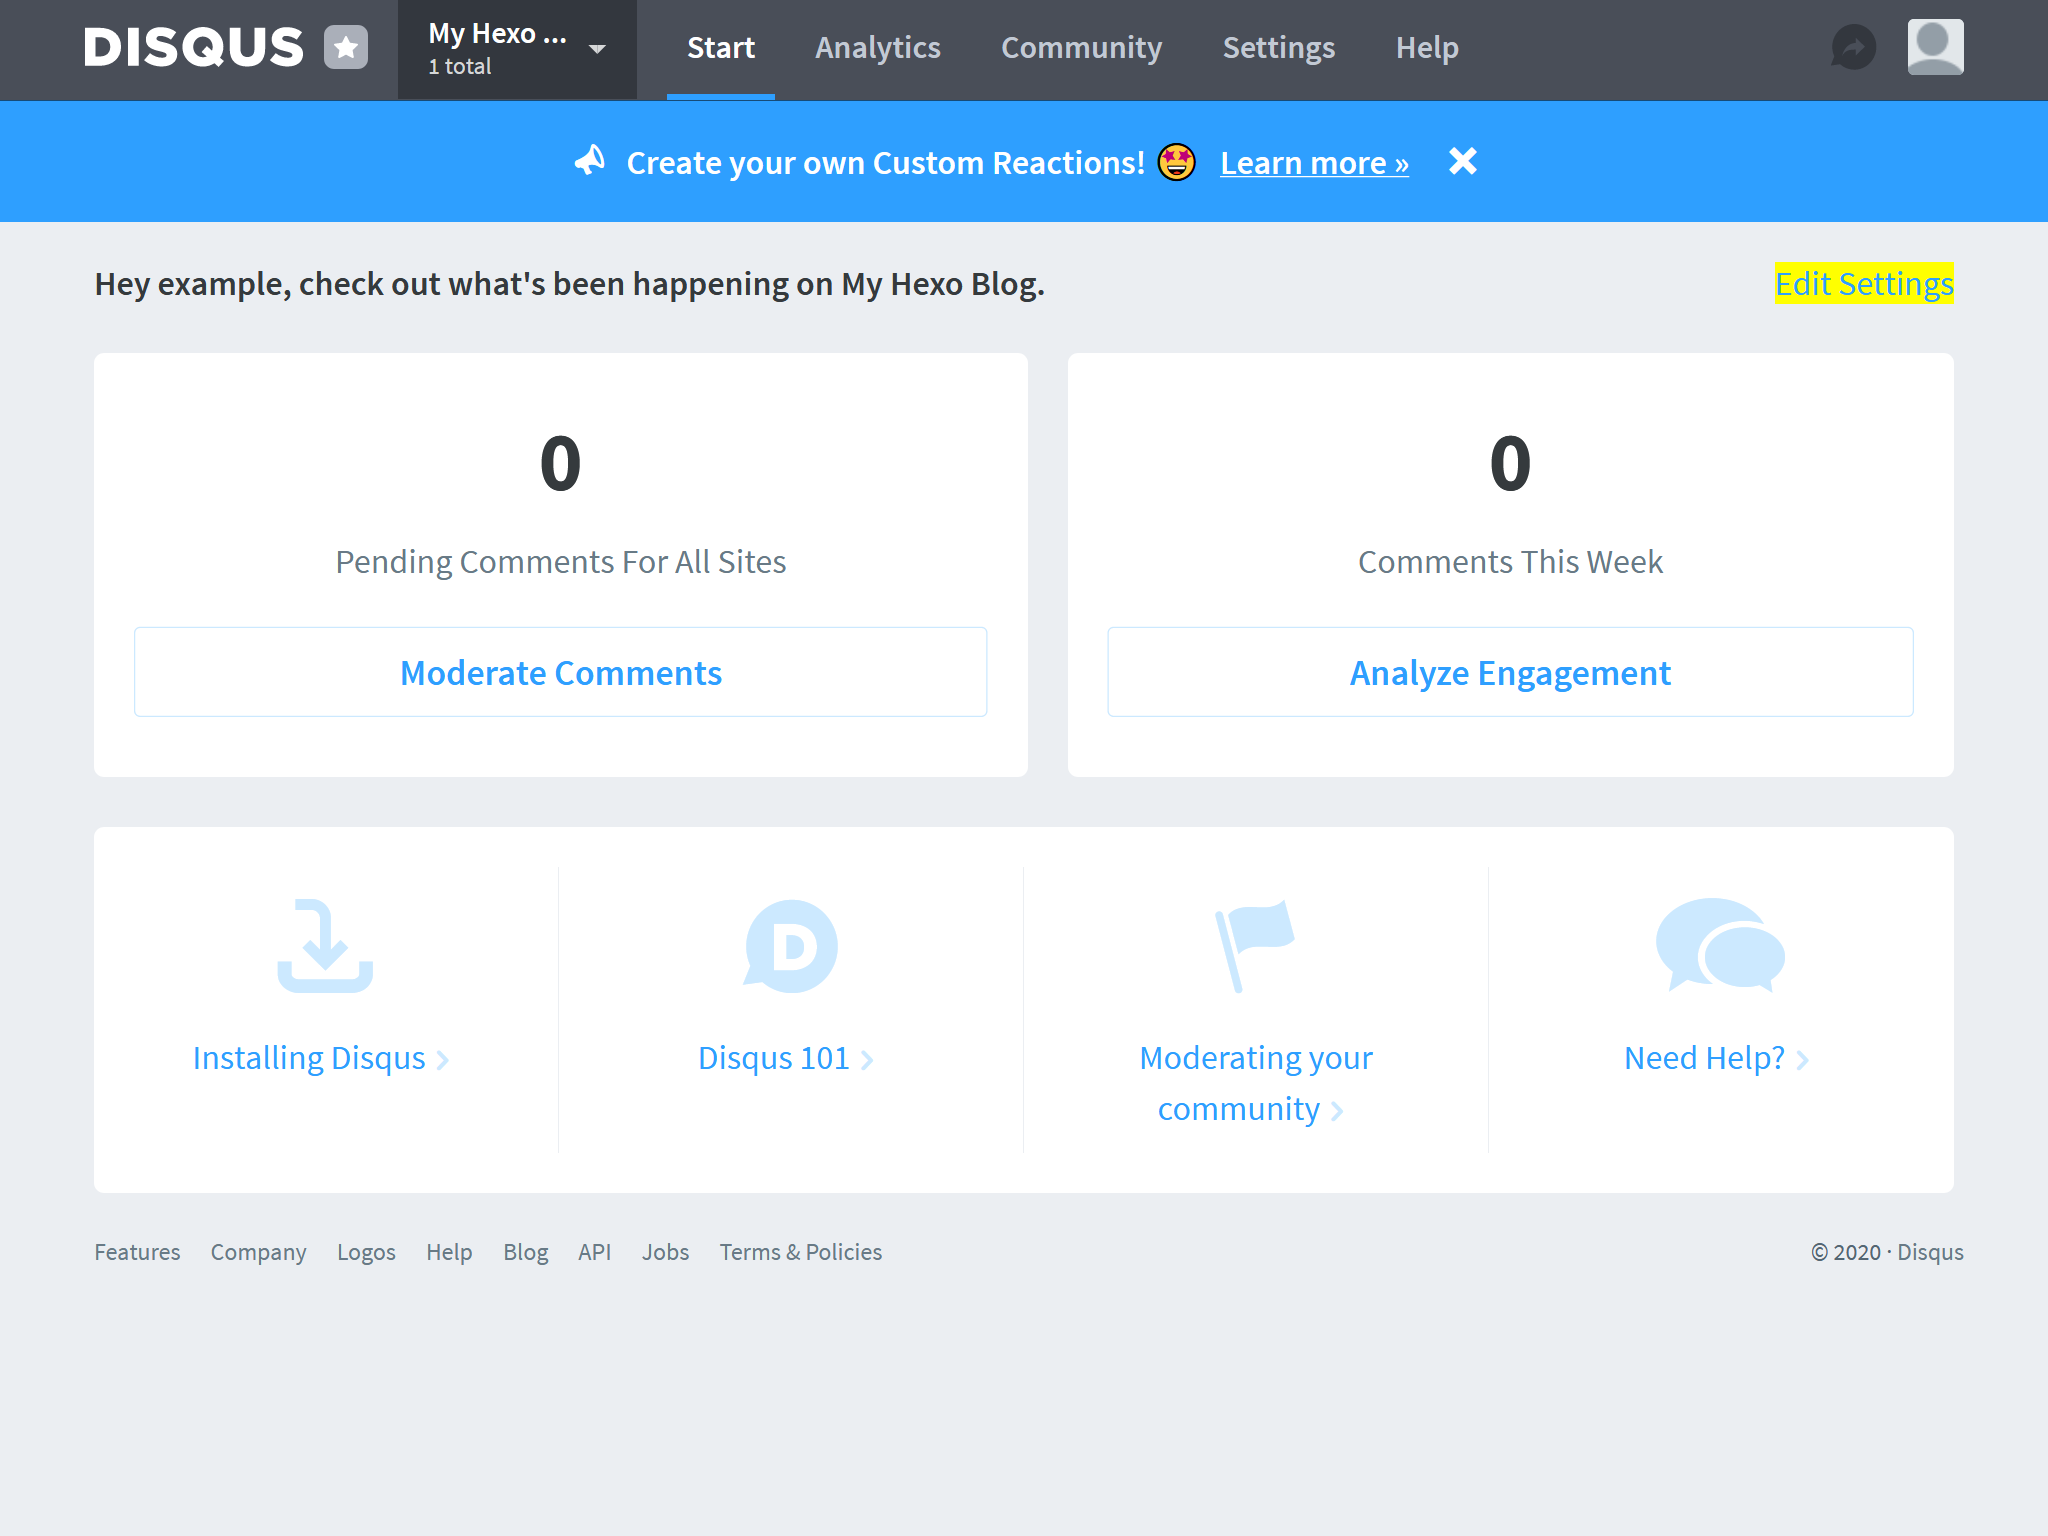 DISQUS
My Hexo ...
1 total
Start
Analytics
Community
Settings
Help
Create your own Custom Reactions! 🤩 Learn more »
Hey example, check out what's been happening on My Hexo Blog.
Edit Settings
0
Pending Comments For All Sites
Moderate Comments
0
Comments This Week
Analyze Engagement
Installing Disqus
D
Disqus 101
Moderating your
community
Need Help?
Features
Company
Logos
Help
Blog
API
Jobs
Terms & Policies
© 2020 · Disqus